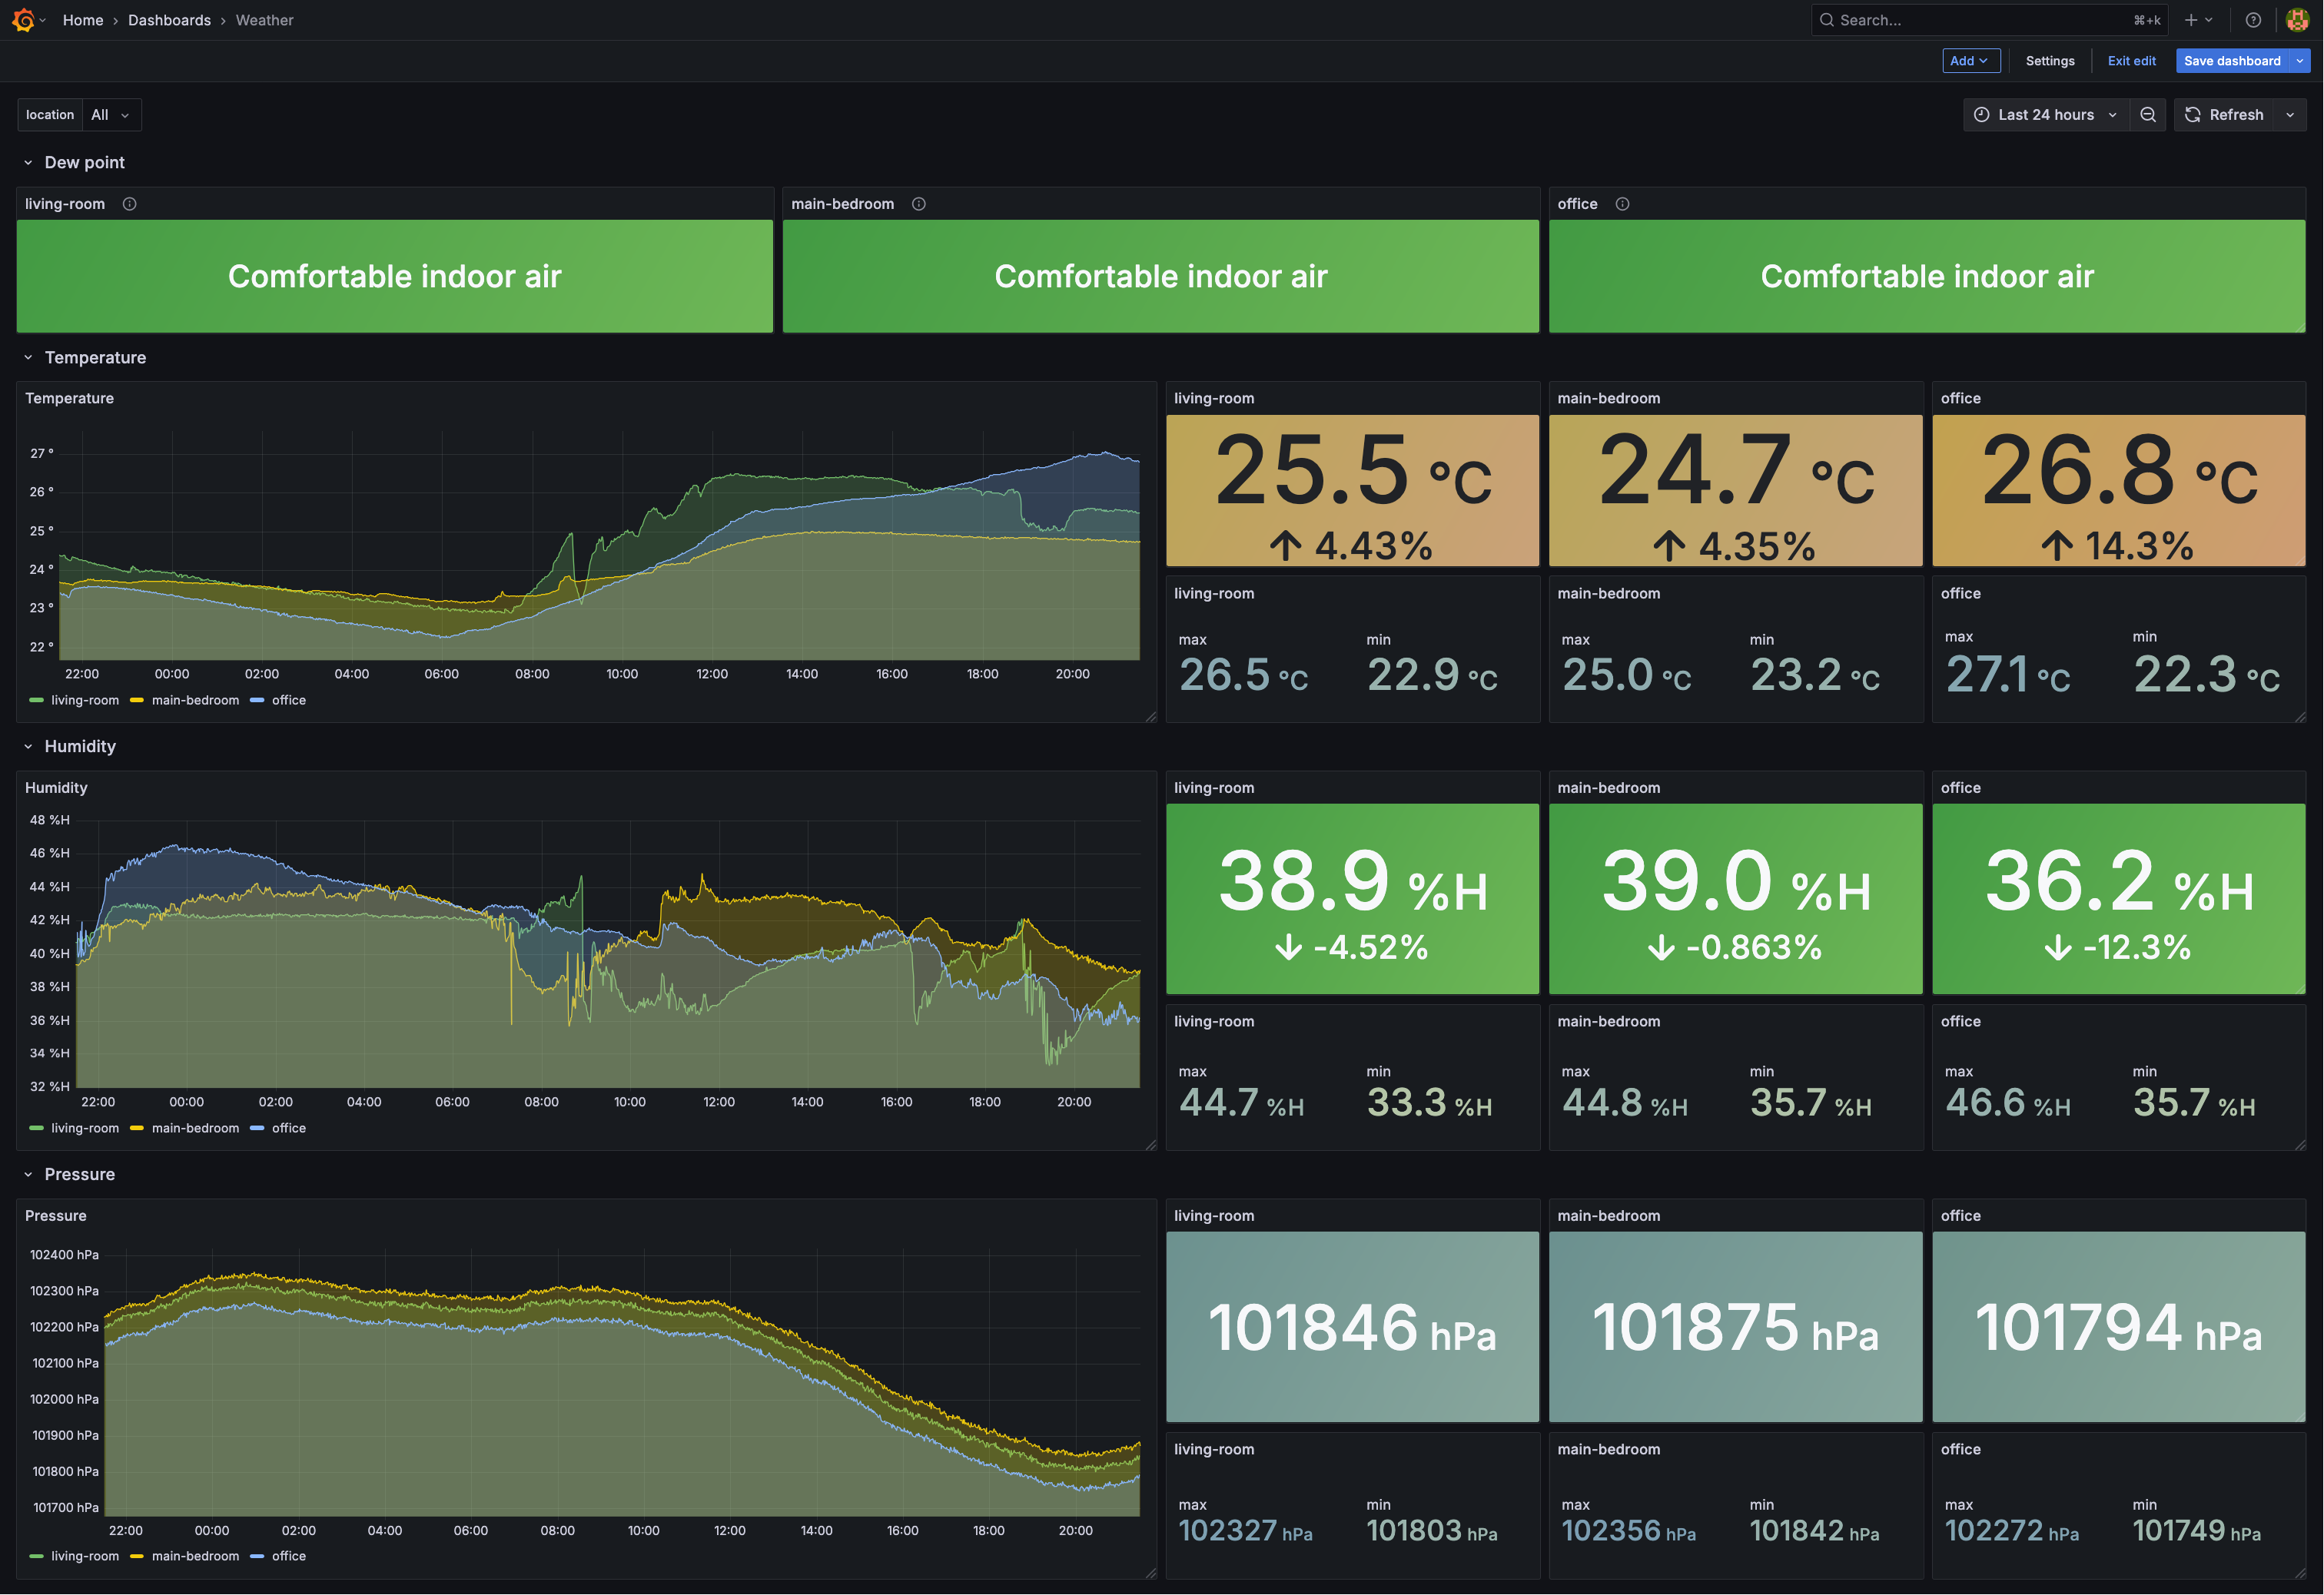 Home › Dashboards › Weather
Search...
⌘+k
Add
Settings
Exit edit
Save dashboard
location
All
Last 24 hours
Refresh
Dew point
living-room
main-bedroom
office
Comfortable indoor air
Comfortable indoor air
Comfortable indoor air
Temperature
Temperature
27 °
26 °
25 °
24 °
23 °
22 °
22:00 00:00 02:00 04:00 06:00 08:00 10:00 12:00 14:00 16:00 18:00 20:00
living-room main-bedroom office
living-room
25.5 °C
↑ 4.43%
main-bedroom
24.7 °C
↑ 4.35%
office
26.8 °C
↑ 14.3%
living-room
max min
26.5 °C 22.9 °C
main-bedroom
max min
25.0 °C 23.2 °C
office
max min
27.1 °C 22.3 °C
Humidity
Humidity
48 %H
46 %H
44 %H
42 %H
40 %H
38 %H
36 %H
34 %H
32 %H
22:00 00:00 02:00 04:00 06:00 08:00 10:00 12:00 14:00 16:00 18:00 20:00
living-room main-bedroom office
living-room
38.9 %H
↓ -4.52%
main-bedroom
39.0 %H
↓ -0.863%
office
36.2 %H
↓ -12.3%
living-room
max min
44.7 %H 33.3 %H
main-bedroom
max min
44.8 %H 35.7 %H
office
max min
46.6 %H 35.7 %H
Pressure
Pressure
102400 hPa
102300 hPa
102200 hPa
102100 hPa
102000 hPa
101900 hPa
101800 hPa
101700 hPa
22:00 00:00 02:00 04:00 06:00 08:00 10:00 12:00 14:00 16:00 18:00 20:00
living-room main-bedroom office
living-room
101846 hPa
main-bedroom
101875 hPa
office
101794 hPa
living-room
max min
102327 hPa 101803 hPa
main-bedroom
max min
102356 hPa 101842 hPa
office
max min
102272 hPa 101749 hPa